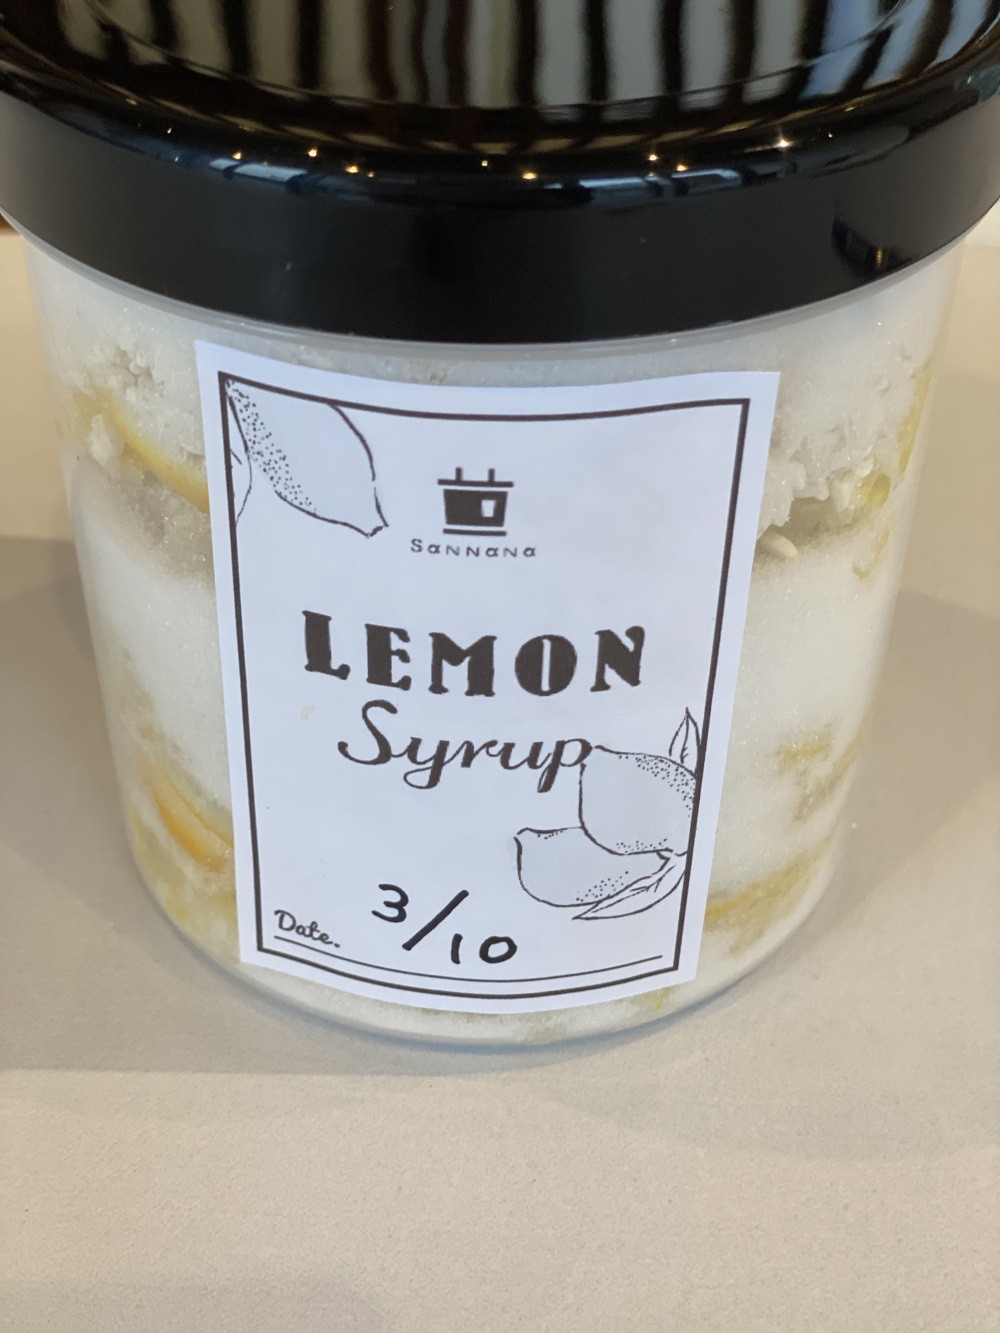 SaNNaNa
LEMON
Syrup
Date. 3/10